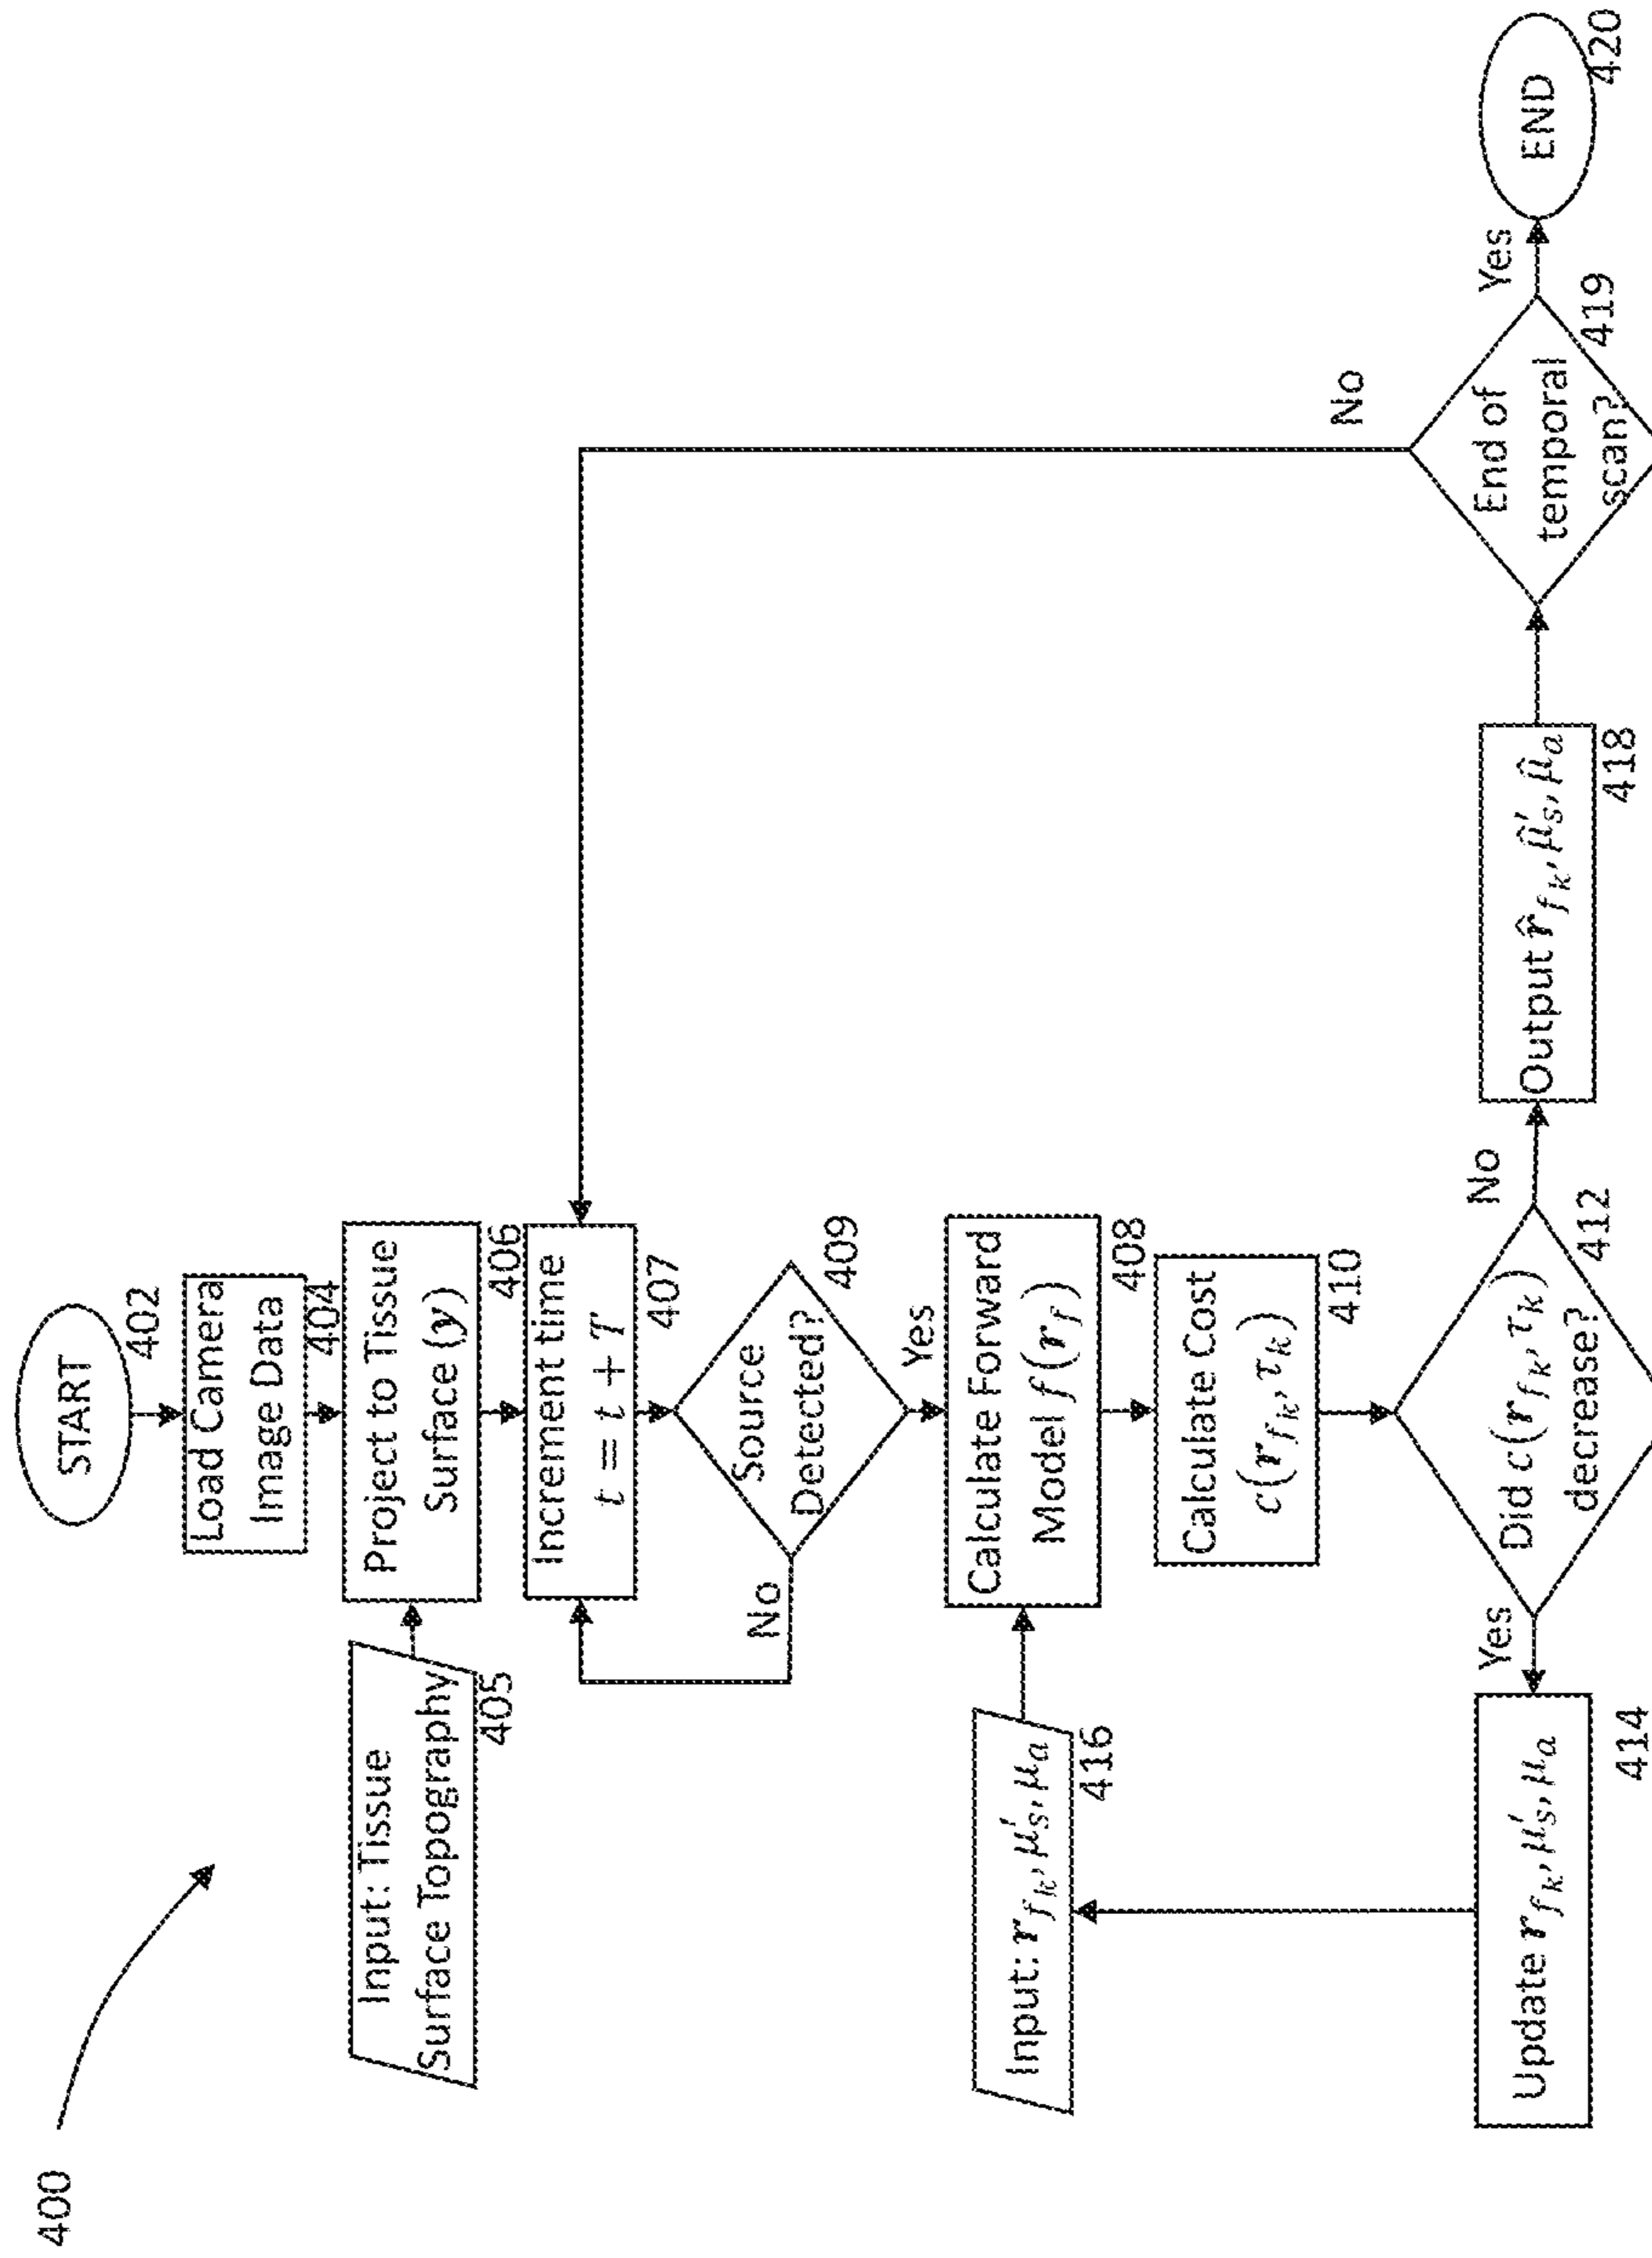 400
START
402
Load Camera
Image Data
404
Input: Tissue
Surface Topography
405
Project to Tissue
Surface (y)
406
Increment time
t = t + T
407
Source
Detected?
409
No
Yes
Input: r_{f_k}, μ'_s, μ_a
416
Calculate Forward
Model f(r_f)
408
Calculate Cost
c(r_{f_k}, τ_k)
410
Did c(r_{f_k}, τ_k)
decrease?
412
Yes
No
Update r_{f_k}, μ'_s, μ_a
414
Output r̂_{f_k}, μ̂'_s, μ̂_a
418
End of
temporal
scan?
419
No
Yes
END
420